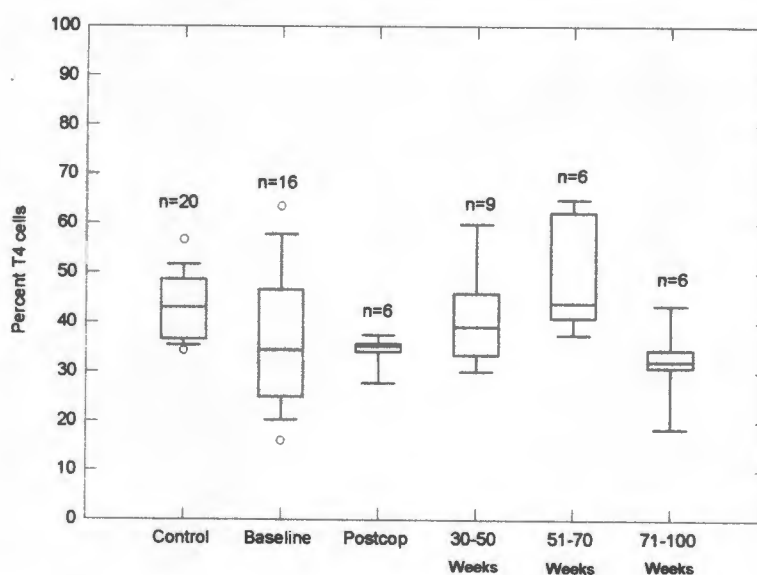 100
90
80
70
60
50
40
30
20
10
0
Percent T4 cells
n=20
n=16
n=6
n=9
n=6
n=6
Control
Baseline
Postcop
30-50
Weeks
51-70
Weeks
71-100
Weeks